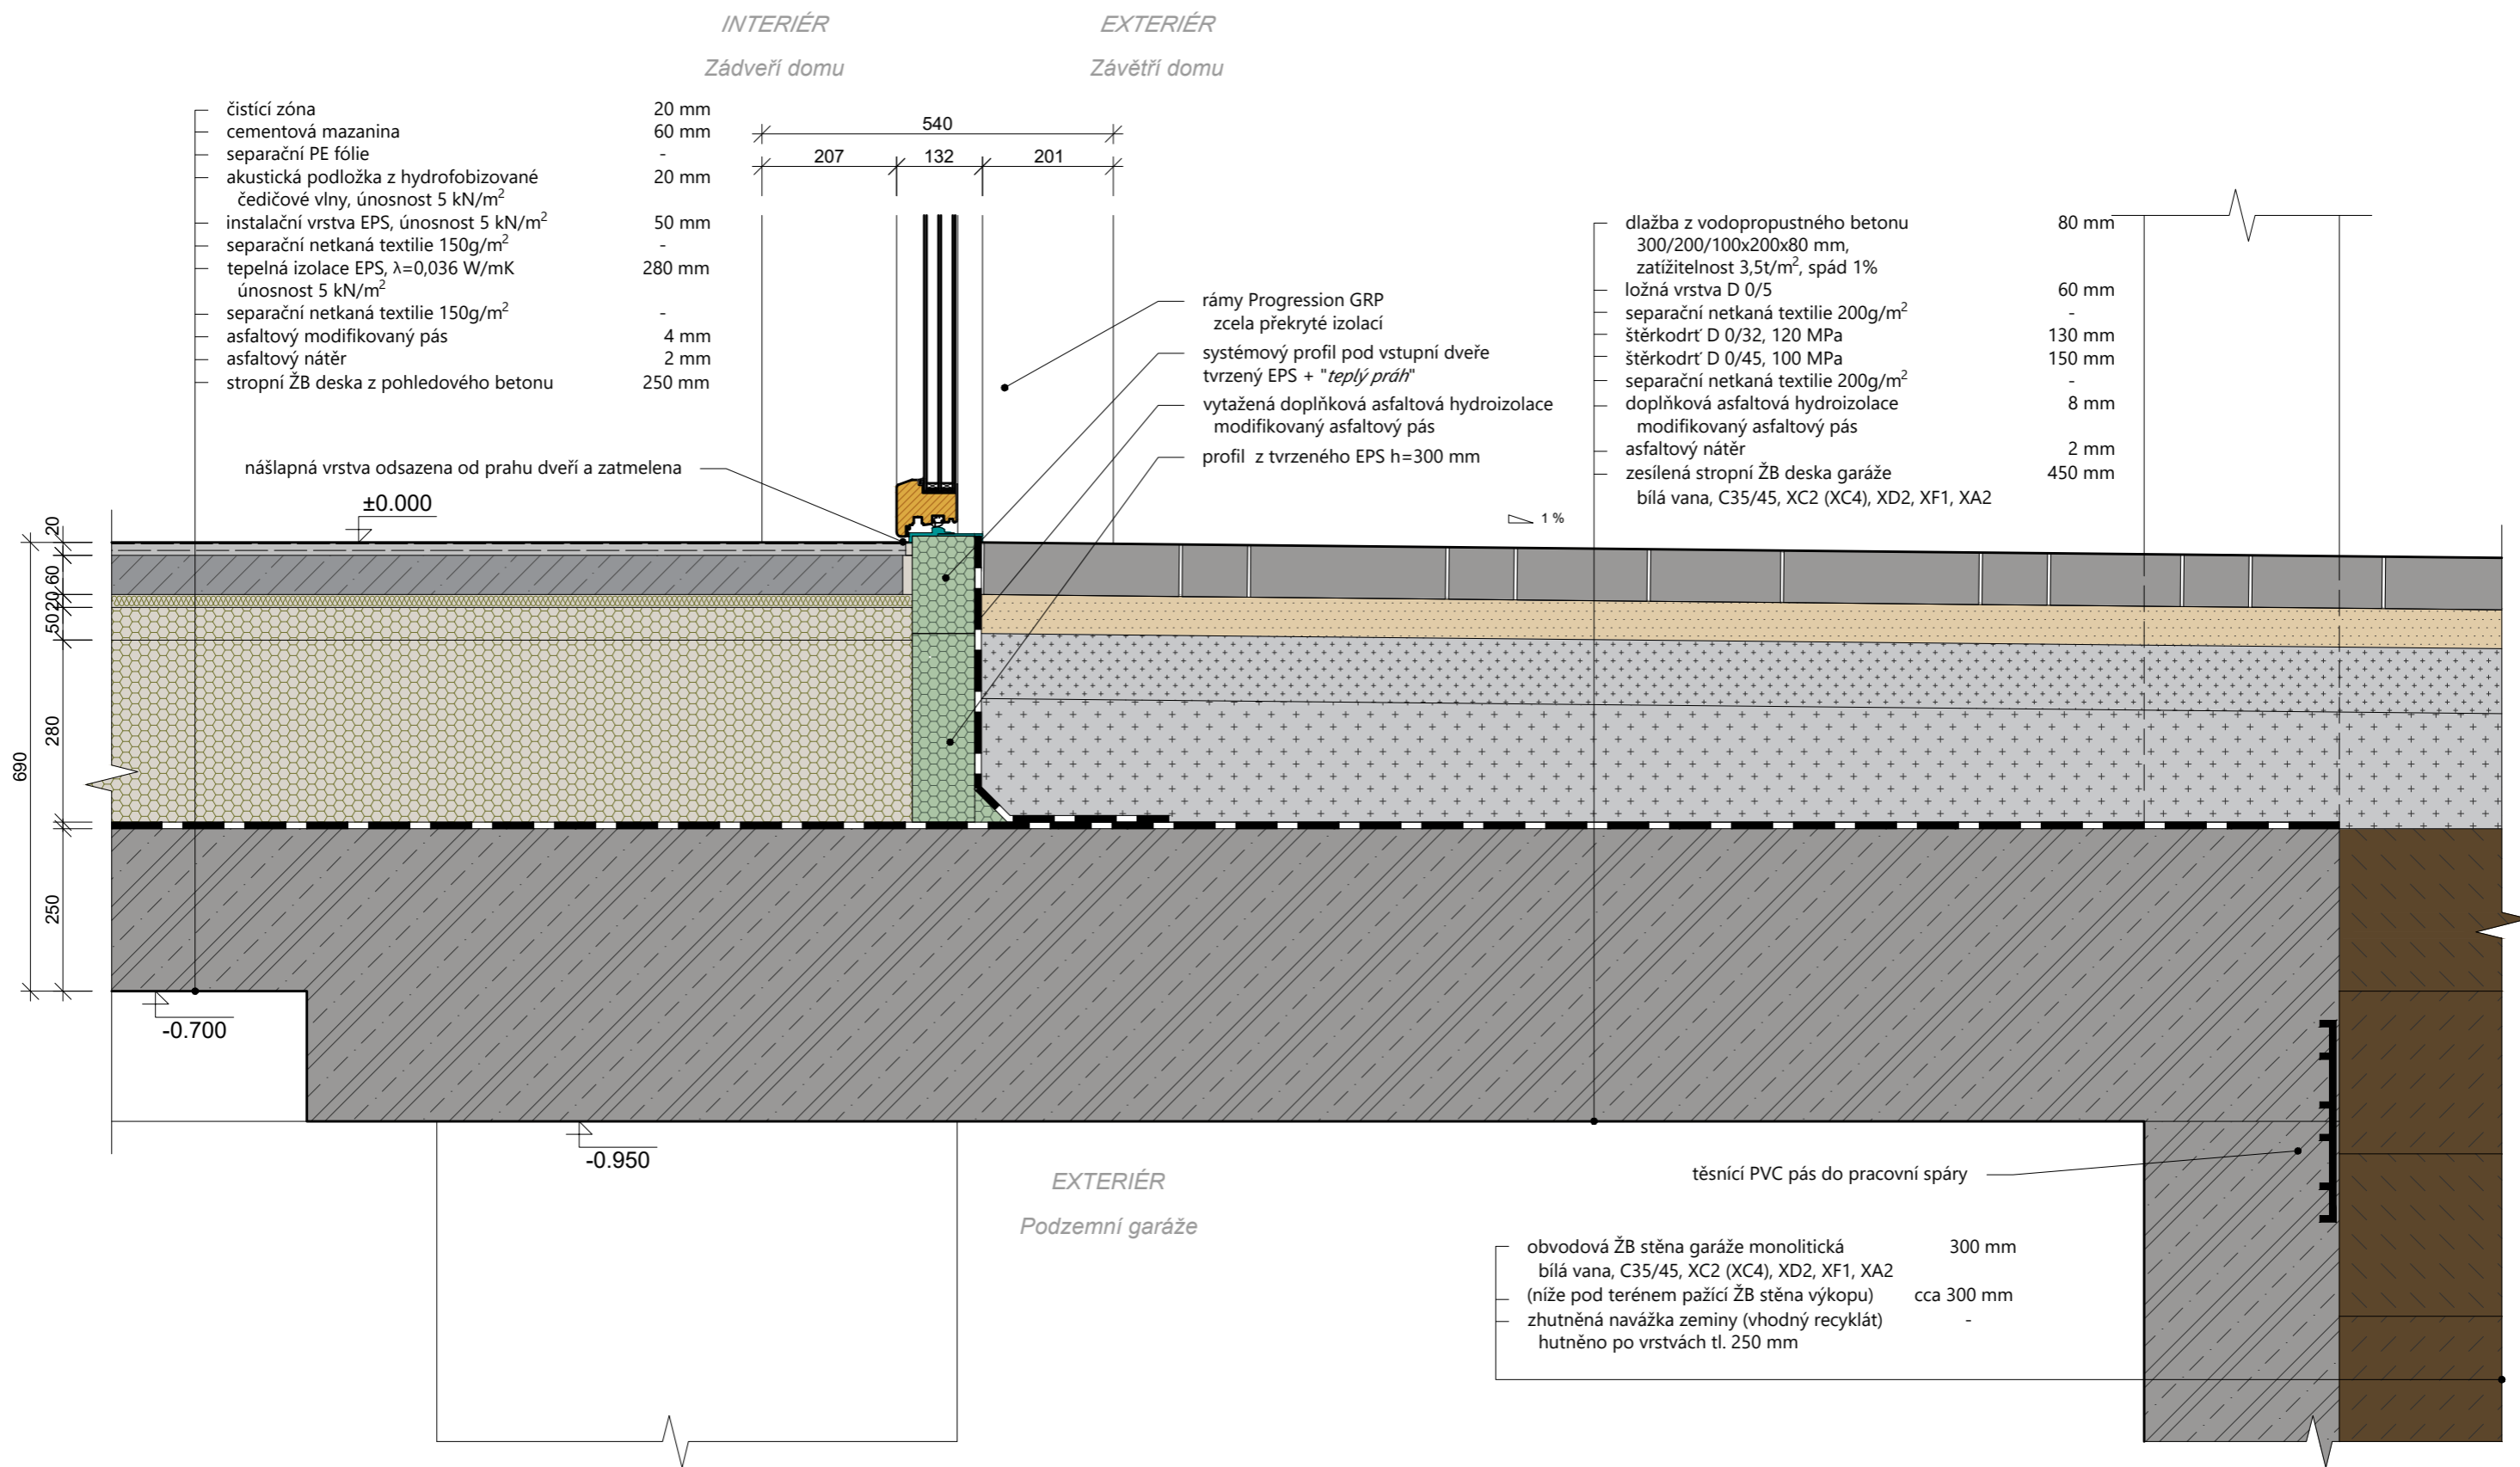 INTERIÉR
Zádveří domu
EXTERIÉR
Závětří domu
čistící zóna 20 mm
cementová mazanina 60 mm
separační PE fólie -
akustická podložka z hydrofobizované 20 mm
čedičové vlny, únosnost 5 kN/m²
instalační vrstva EPS, únosnost 5 kN/m² 50 mm
separační netkaná textilie 150g/m² -
tepelná izolace EPS, λ=0,036 W/mK 280 mm
únosnost 5 kN/m²
separační netkaná textilie 150g/m² -
asfaltový modifikovaný pás 4 mm
asfaltový nátěr 2 mm
stropní ŽB deska z pohledového betonu 250 mm
540
207 132 201
rámy Progression GRP
zcela překryté izolací
systémový profil pod vstupní dveře
tvrzený EPS + "teplý práh"
vytažená doplňková asfaltová hydroizolace
modifikovaný asfaltový pás
profil z tvrzeného EPS h=300 mm
dlažba z vodopropustného betonu 80 mm
300/200/100x200x80 mm,
zatížitelnost 3,5t/m², spád 1%
ložná vrstva D 0/5 60 mm
separační netkaná textilie 200g/m² -
štěrkodrť D 0/32, 120 MPa 130 mm
štěrkodrť D 0/45, 100 MPa 150 mm
separační netkaná textilie 200g/m² -
doplňková asfaltová hydroizolace 8 mm
modifikovaný asfaltový pás
asfaltový nátěr 2 mm
zesílená stropní ŽB deska garáže 450 mm
bílá vana, C35/45, XC2 (XC4), XD2, XF1, XA2
nášlapná vrstva odsazena od prahu dveří a zatmelena
±0.000
1 %
20
60
20
50
280
690
250
-0.700
-0.950
EXTERIÉR
Podzemní garáže
těsnící PVC pás do pracovní spáry
obvodová ŽB stěna garáže monolitická 300 mm
bílá vana, C35/45, XC2 (XC4), XD2, XF1, XA2
(níže pod terénem pažící ŽB stěna výkopu) cca 300 mm
zhutněná navážka zeminy (vhodný recyklát) -
hutněno po vrstvách tl. 250 mm